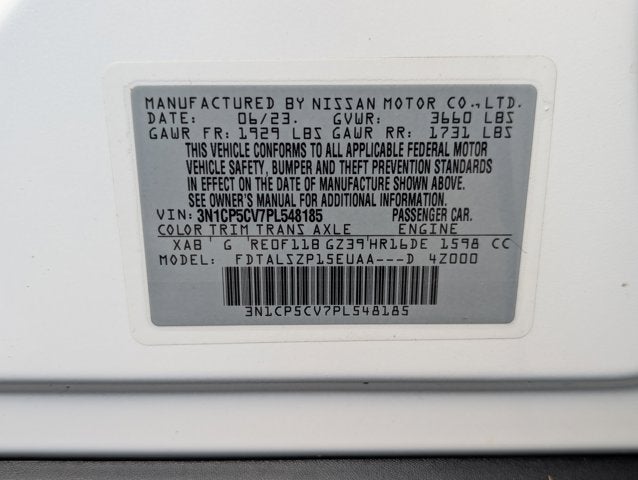 MANUFACTURED BY NISSAN MOTOR CO.,LTD.
DATE: 06/23. GVWR: 3660 LBS
GAWR FR: 1929 LBS GAWR RR: 1731 LBS
THIS VEHICLE CONFORMS TO ALL APPLICABLE FEDERAL MOTOR
VEHICLE SAFETY, BUMPER AND THEFT PREVENTION STANDARDS
IN EFFECT ON THE DATE OF MANUFACTURE SHOWN ABOVE.
SEE OWNER'S MANUAL FOR ADDITIONAL INFORMATION.
VIN: 3N1CP5CV7PL548185 PASSENGER CAR.
COLOR TRIM TRANS AXLE ENGINE
XAB G RE0F11B GZ39 HR16DE 1598 CC
MODEL: FDTALSZP15EUAA---D 4Z000
3N1CP5CV7PL548185